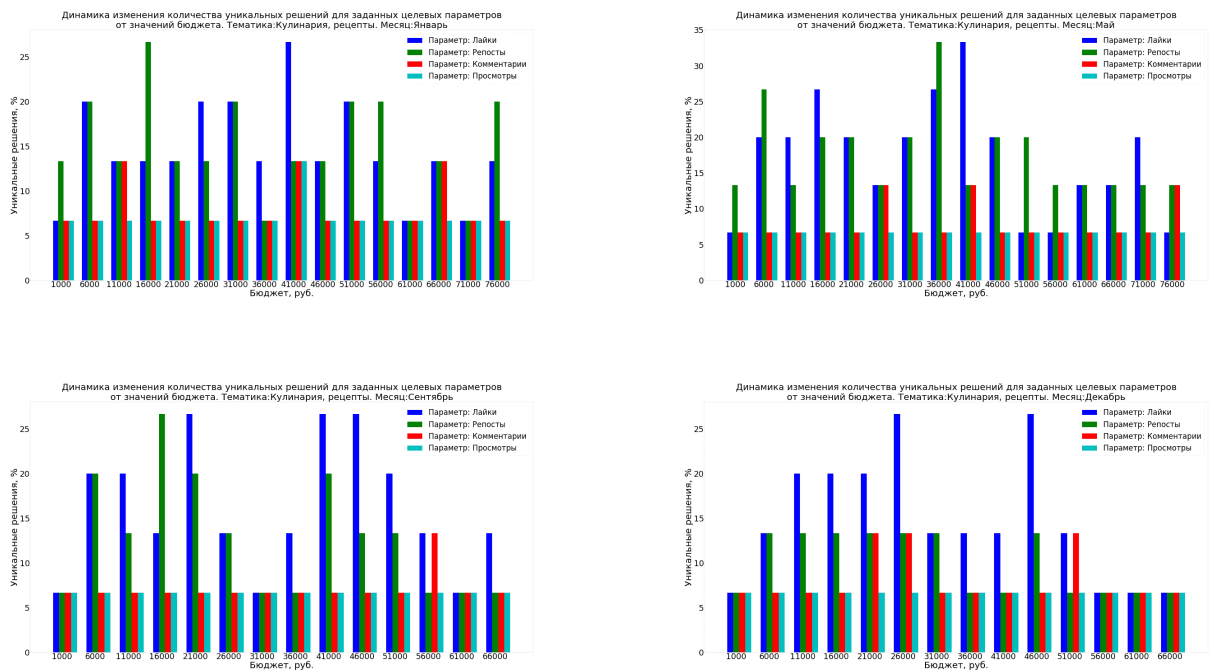 Динамика изменения количества уникальных решений для заданных целевых параметров
от значений бюджета. Тематика:Кулинария, рецепты. Месяц:Январь
Параметр: Лайки
Параметр: Репосты
Параметр: Комментарии
Параметр: Просмотры
Уникальные решения, %
25
20
15
10
5
0
1000 6000 11000 16000 21000 26000 31000 36000 41000 46000 51000 56000 61000 66000 71000 76000
Бюджет, руб.
Динамика изменения количества уникальных решений для заданных целевых параметров
от значений бюджета. Тематика:Кулинария, рецепты. Месяц:Май
Параметр: Лайки
Параметр: Репосты
Параметр: Комментарии
Параметр: Просмотры
Уникальные решения, %
35
30
25
20
15
10
5
0
1000 6000 11000 16000 21000 26000 31000 36000 41000 46000 51000 56000 61000 66000 71000 76000
Бюджет, руб.
Динамика изменения количества уникальных решений для заданных целевых параметров
от значений бюджета. Тематика:Кулинария, рецепты. Месяц:Сентябрь
Параметр: Лайки
Параметр: Репосты
Параметр: Комментарии
Параметр: Просмотры
Уникальные решения, %
25
20
15
10
5
0
1000 6000 11000 16000 21000 26000 31000 36000 41000 46000 51000 56000 61000 66000
Бюджет, руб.
Динамика изменения количества уникальных решений для заданных целевых параметров
от значений бюджета. Тематика:Кулинария, рецепты. Месяц:Декабрь
Параметр: Лайки
Параметр: Репосты
Параметр: Комментарии
Параметр: Просмотры
Уникальные решения, %
25
20
15
10
5
0
1000 6000 11000 16000 21000 26000 31000 36000 41000 46000 51000 56000 61000 66000
Бюджет, руб.